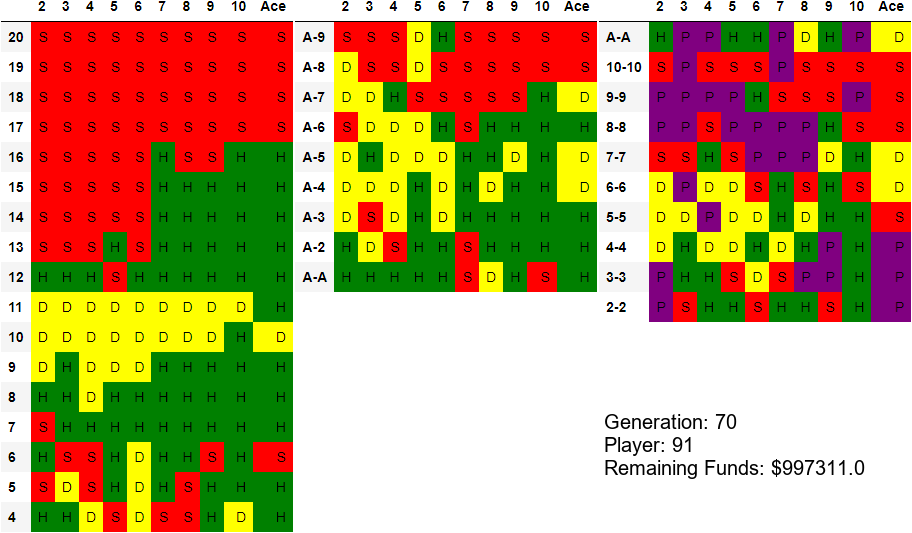 2 3 4 5 6 7 8 9 10 Ace
20 S S S S S S S S S S
19 S S S S S S S S S S
18 S S S S S S S S S S
17 S S S S S S S S S S
16 S S S S S H S S H H
15 S S S S S H H H H H
14 S S S S S H H H H H
13 S S S H S H H H H H
12 H H H S H H H H H H
11 D D D D D D D D D H
10 D D D D D D D D H D
9 D H D D D H H H H H
8 H H D H H H H H H H
7 S H H H H H H H H H
6 H S S H D H H S H S
5 S D S H D H S H H H
4 H H D S D S S H D H
2 3 4 5 6 7 8 9 10 Ace
A-9 S S S D H S S S S S
A-8 D S S D S S S S S S
A-7 D D H S S S S S H D
A-6 S D D D H S H H H H
A-5 D H D D D H H D H D
A-4 D D D H D H D H H D
A-3 D S D H D H H H H H
A-2 H D S H H S H H H H
A-A H H H H H S D H S H
2 3 4 5 6 7 8 9 10 Ace
A-A H P P H H P D H P D
10-10 S P S S S P S S S S
9-9 P P P P H S S S P S
8-8 P P S P P P P H S S
7-7 S S H S P P P D H D
6-6 D P D D S H S H S D
5-5 D D P D D H D H H S
4-4 D H D D H D H P H P
3-3 P H H S D S P P H P
2-2 P S H H S H H S H P
Generation: 70
Player: 91
Remaining Funds: $997311.0